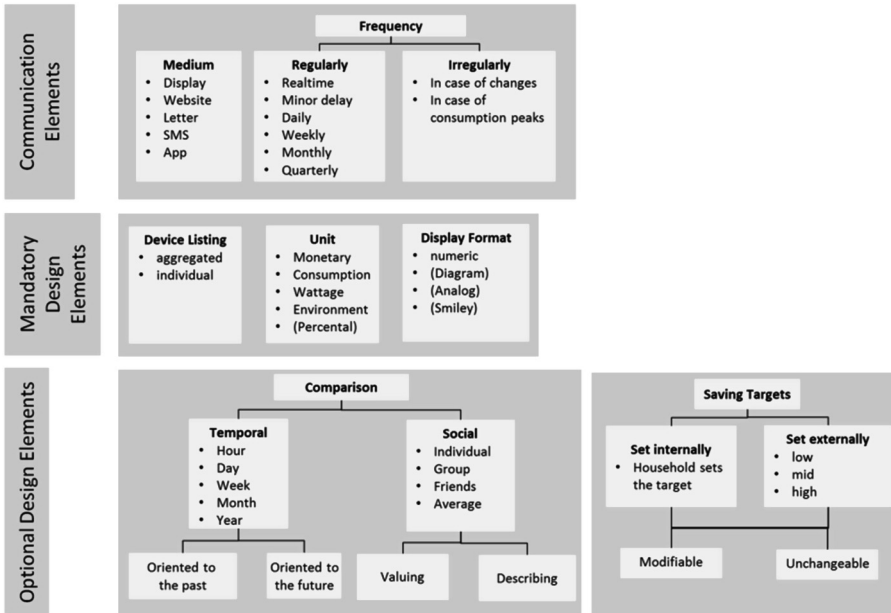 Communication
Elements
Frequency
Medium
• Display
• Website
• Letter
• SMS
• App
Regularly
• Realtime
• Minor delay
• Daily
• Weekly
• Monthly
• Quarterly
Irregularly
• In case of changes
• In case of
consumption peaks
Mandatory
Design
Elements
Device Listing
• aggregated
• individual
Unit
• Monetary
• Consumption
• Wattage
• Environment
• (Percental)
Display Format
• numeric
• (Diagram)
• (Analog)
• (Smiley)
Optional Design Elements
Comparison
Temporal
• Hour
• Day
• Week
• Month
• Year
Social
• Individual
• Group
• Friends
• Average
Oriented to
the past
Oriented to
the future
Valuing
Describing
Saving Targets
Set internally
• Household sets
the target
Set externally
• low
• mid
• high
Modifiable
Unchangeable